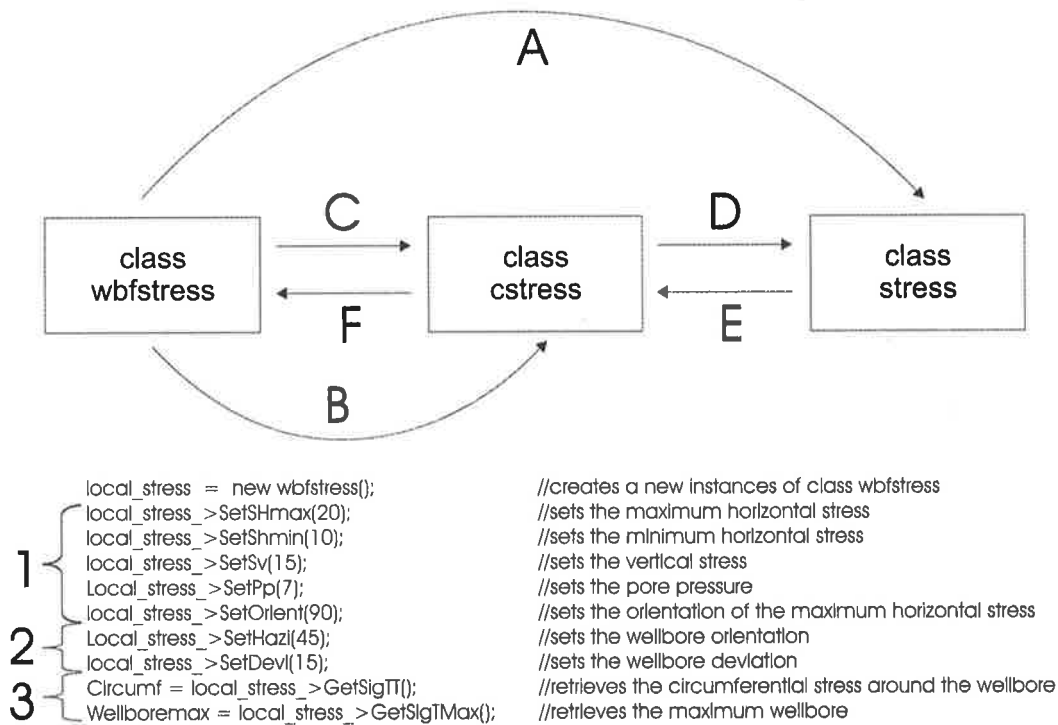 A
C
D
class
wbfstress
class
cstress
class
stress
F
E
B
local_stress = new wbfstress(); //creates a new instances of class wbfstress
local_stress_>SetSHmax(20); //sets the maximum horizontal stress
local_stress_>SetShmin(10); //sets the minimum horizontal stress
1 local_stress_>SetSv(15); //sets the vertical stress
Local_stress_>SetPp(7); //sets the pore pressure
local_stress_>SetOrient(90); //sets the orientation of the maximum horizontal stress
2 Local_stress_>SetHazi(45); //sets the wellbore orientation
local_stress_>SetDevi(15); //sets the wellbore deviation
3 Circumf = local_stress_>GetSigTT(); //retrieves the circumferential stress around the wellbore
Wellboremax = local_stress_>GetSigTMax(); //retrieves the maximum wellbore